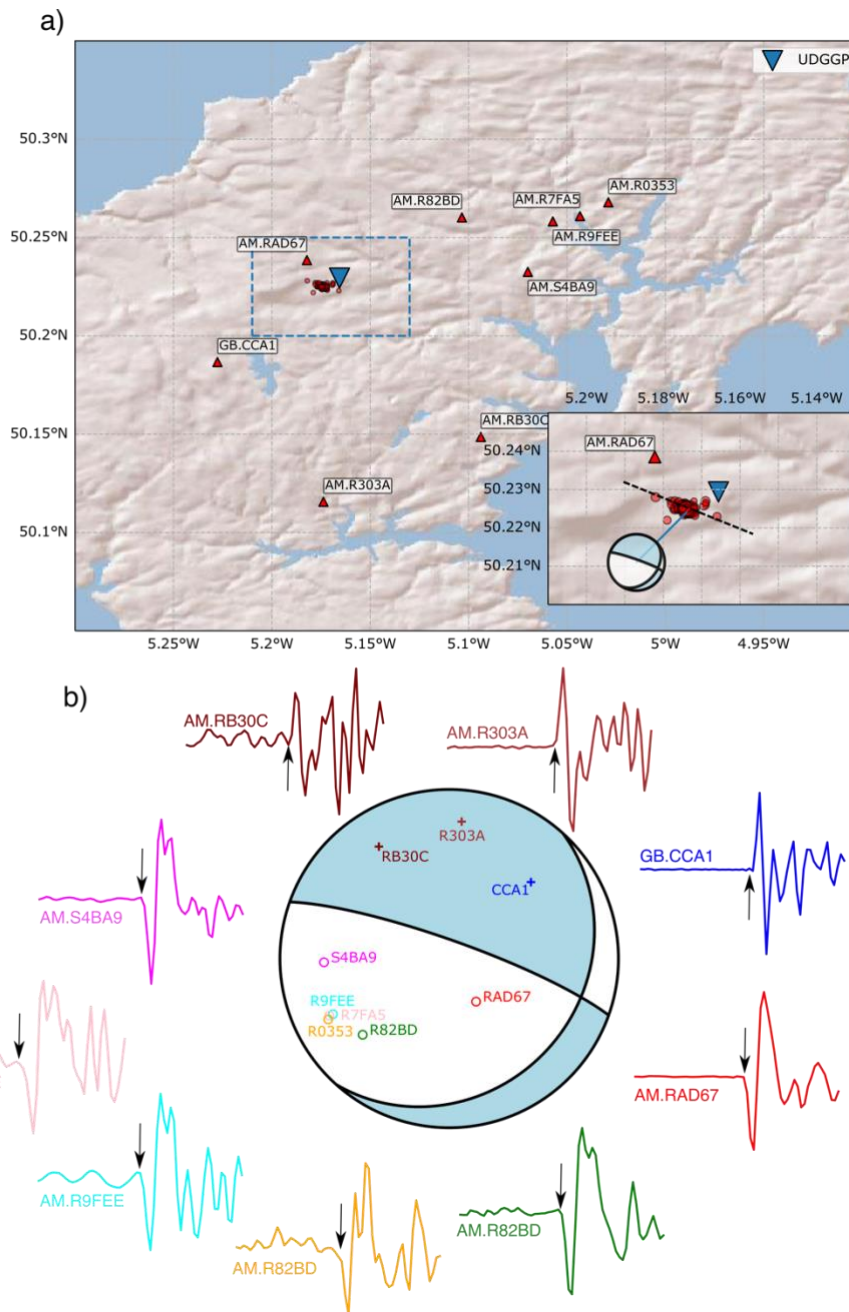 a)
UDGGP
50.3°N
50.25°N
50.2°N
50.15°N
50.1°N
AM.R82BD
AM.R7FA5
AM.R0353
AM.R9FEE
AM.RAD67
AM.S4BA9
GB.CCA1
AM.RB30C
AM.R303A
5.2°W 5.18°W 5.16°W 5.14°W
AM.RAD67
50.24°N
50.23°N
50.22°N
50.21°N
5.25°W 5.2°W 5.15°W 5.1°W 5.05°W 5°W 4.95°W
b)
AM.RB30C
AM.R303A
GB.CCA1
AM.S4BA9
R303A
RB30C
CCA1
S4BA9
RAD67
R9FEE
R7FA5
R0353
R82BD
AM.RAD67
AM.R9FEE
AM.R82BD
AM.R82BD